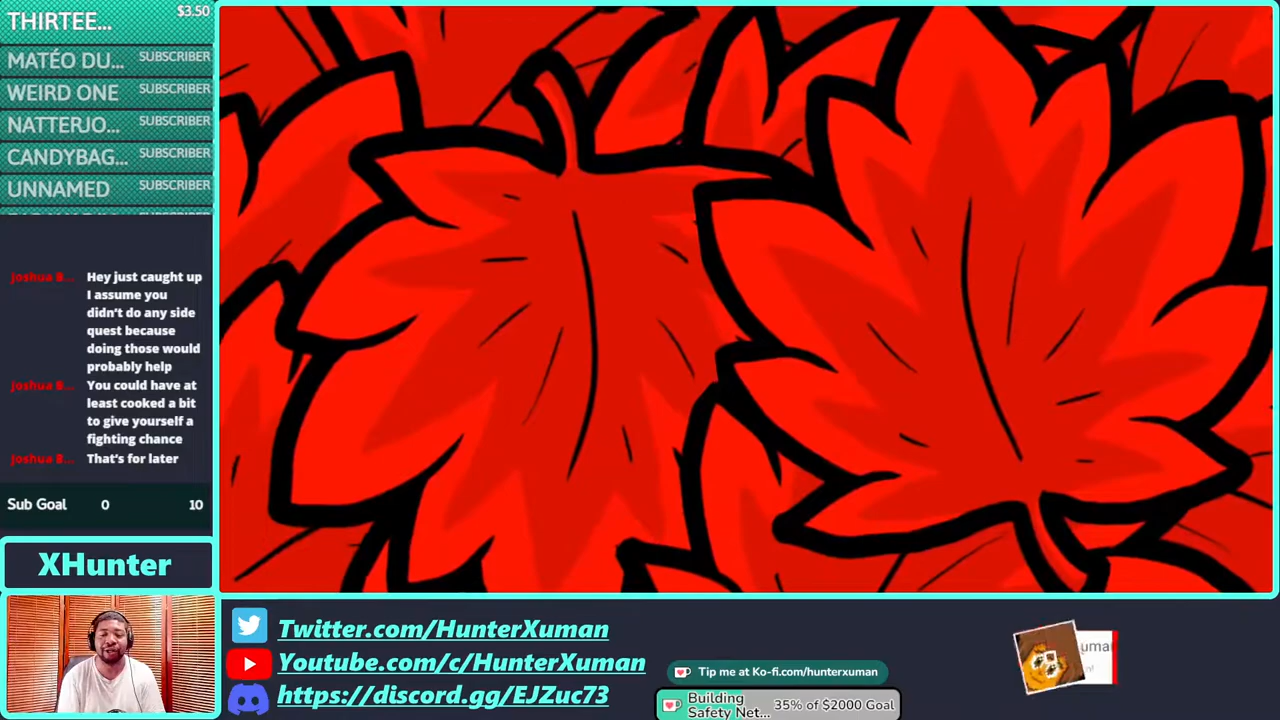 THIRTEE... $3.50
MATÉO DU... SUBSCRIBER
WEIRD ONE SUBSCRIBER
NATTERJO... SUBSCRIBER
CANDYBAG... SUBSCRIBER
UNNAMED SUBSCRIBER
Joshua B... Hey just caught up
I assume you
didn't do any side
quest because
doing those would
probably help
Joshua B... You could have at
least cooked a bit
to give yourself a
fighting chance
Joshua B... That's for later
Sub Goal 0 10
XHunter
Twitter.com/HunterXuman
Youtube.com/c/HunterXuman
https://discord.gg/EJZuc73
Tip me at Ko-fi.com/hunterxuman
Building
Safety Net... 35% of $2000 Goal